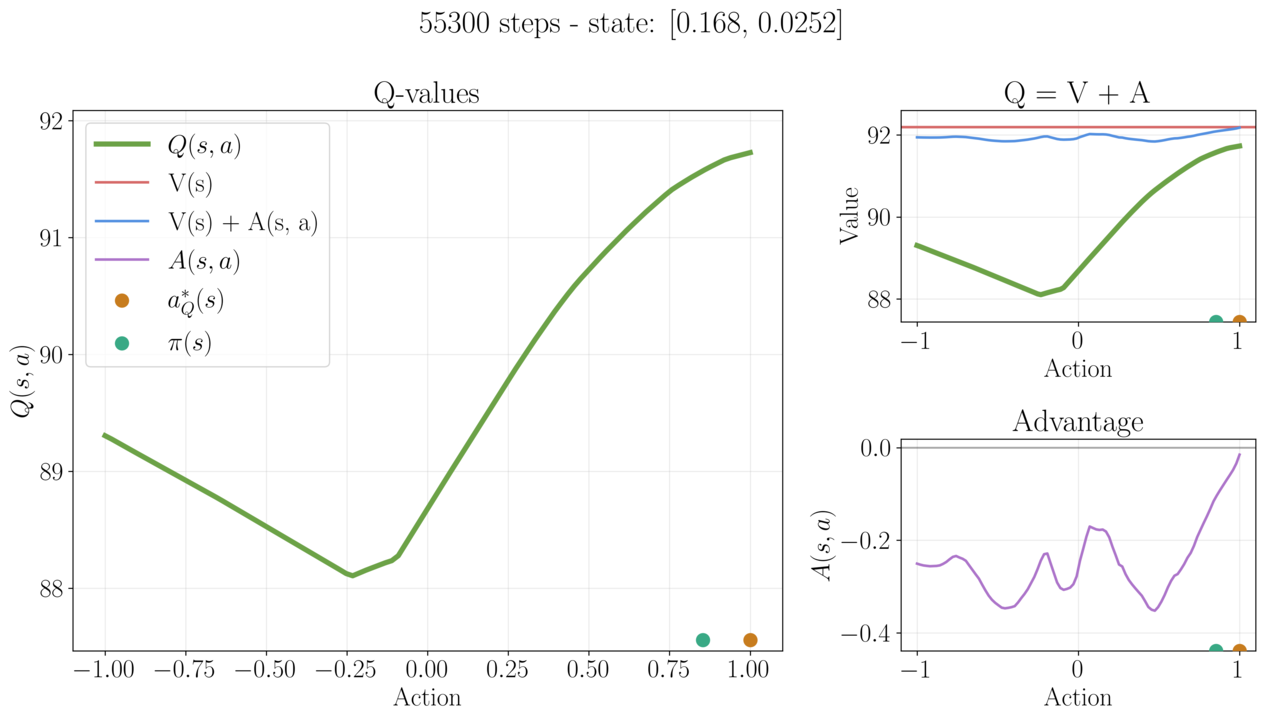 55300 steps - state: [0.168, 0.0252]
Q-values
92
91
90
89
88
Q(s, a)
−1.00
−0.75
−0.50
−0.25
0.00
0.25
0.50
0.75
1.00
Action
Q(s, a)
V(s)
V(s) + A(s, a)
A(s, a)
a*Q(s)
π(s)
Q = V + A
92
90
88
Value
−1
0
1
Action
Advantage
0.0
−0.2
−0.4
A(s, a)
−1
0
1
Action